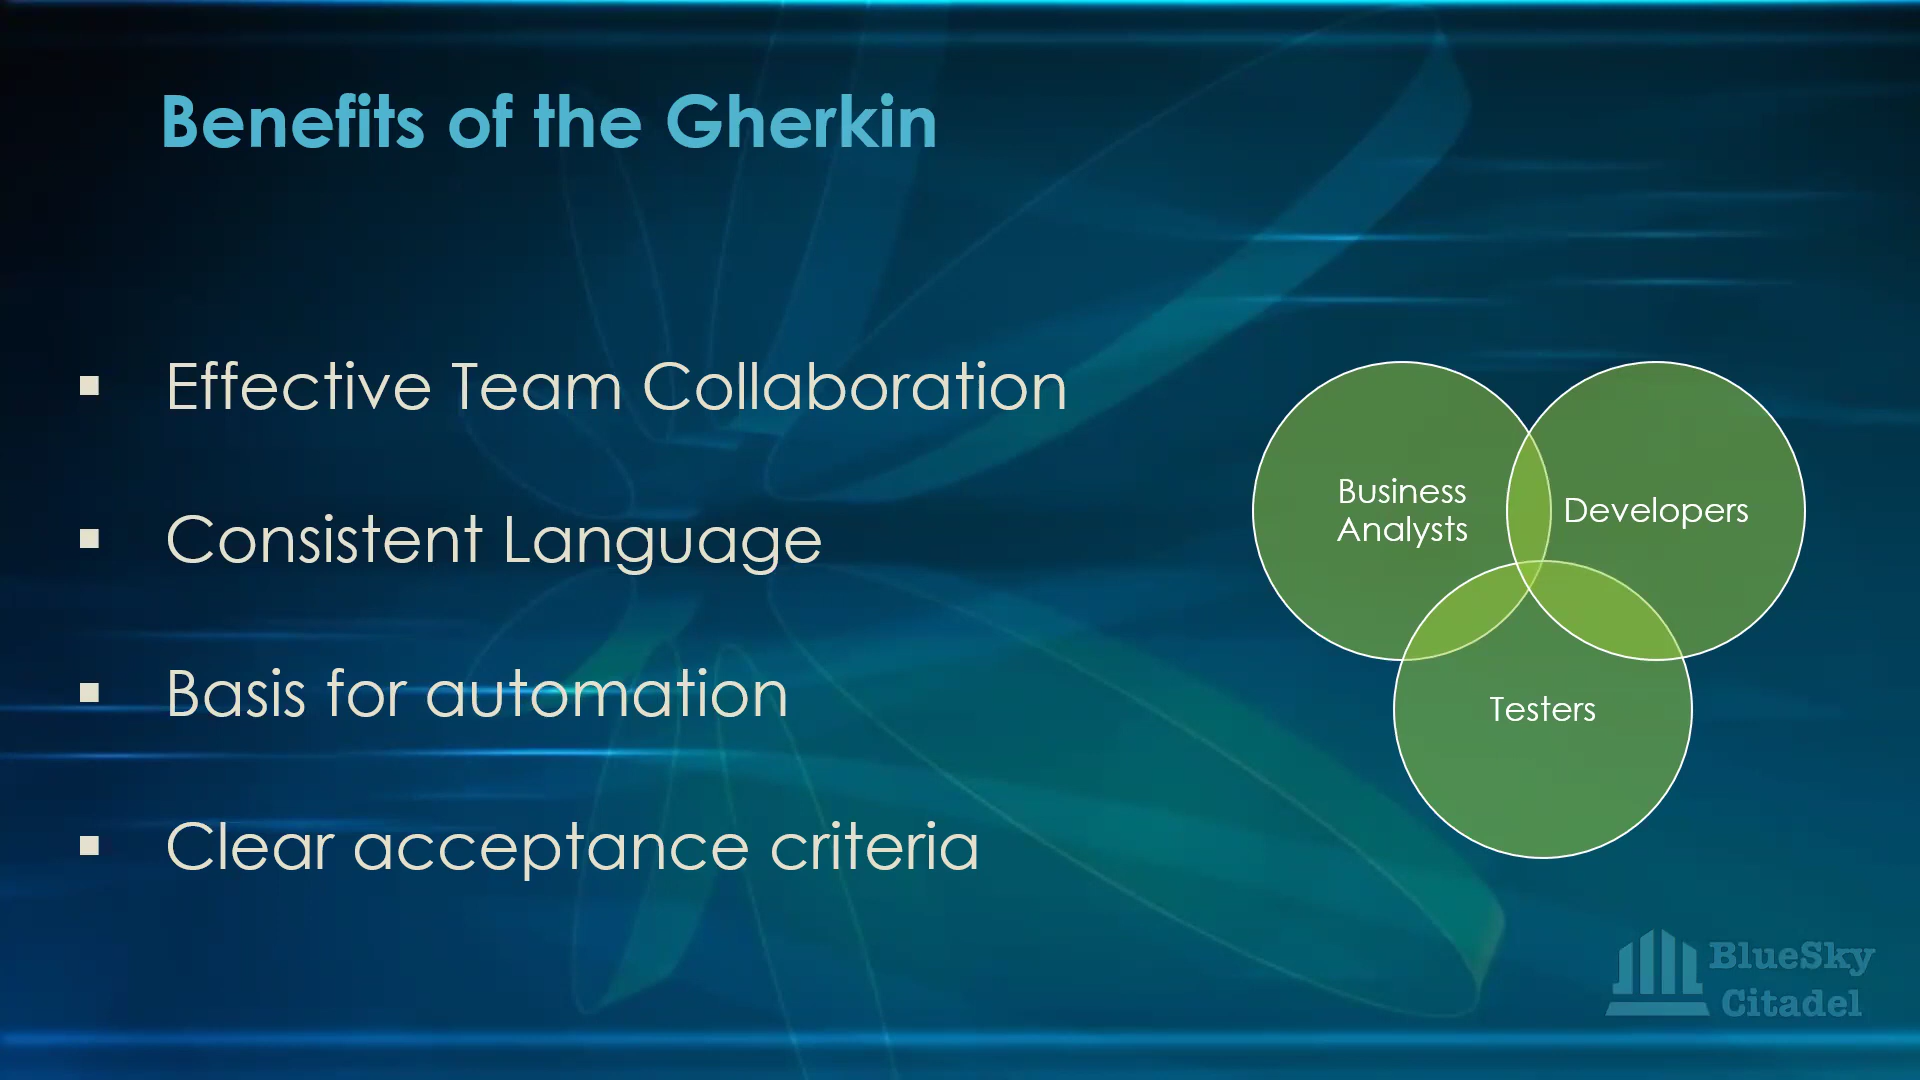 Benefits of the Gherkin
▪ Effective Team Collaboration
▪ Consistent Language
▪ Basis for automation
▪ Clear acceptance criteria
Business
Analysts
Developers
Testers
BlueSky
Citadel